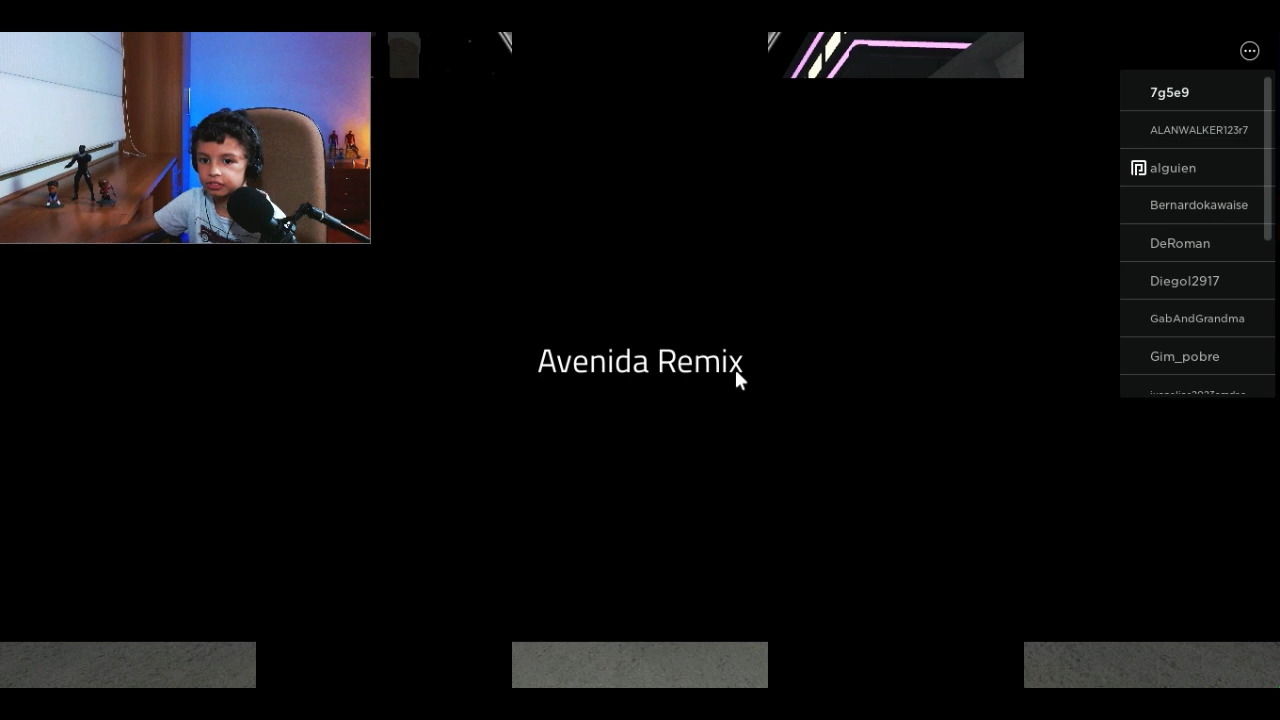 7g5e9
ALANWALKER123r7
alguien
Bernardokawaise
DeRoman
Diegol2917
GabAndGrandma
Gim_pobre
Avenida Remix